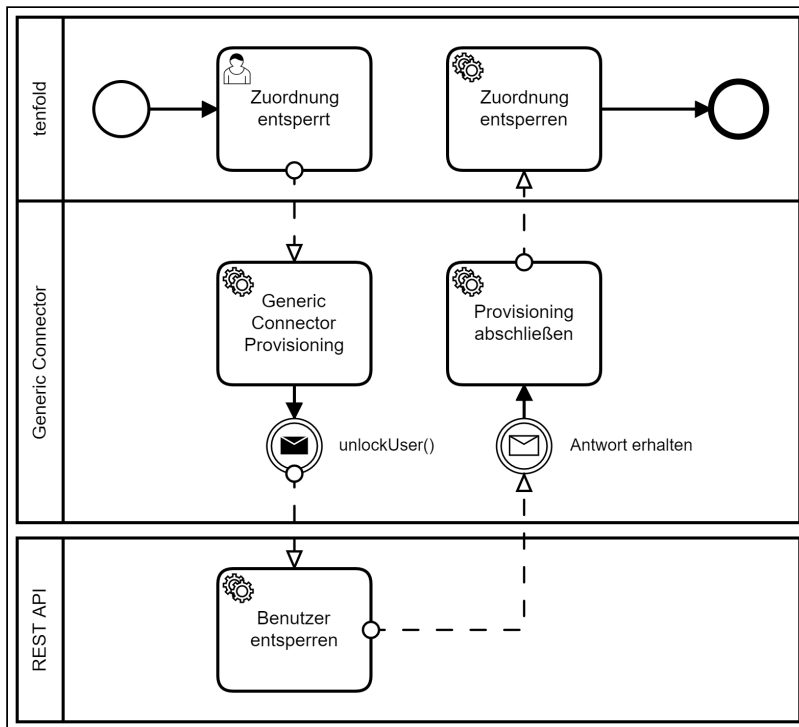 tenfold
Zuordnung
entsperrt
Zuordnung
entsperren
Generic Connector
Generic
Connector
Provisioning
Provisioning
abschließen
unlockUser()
Antwort erhalten
REST API
Benutzer
entsperren